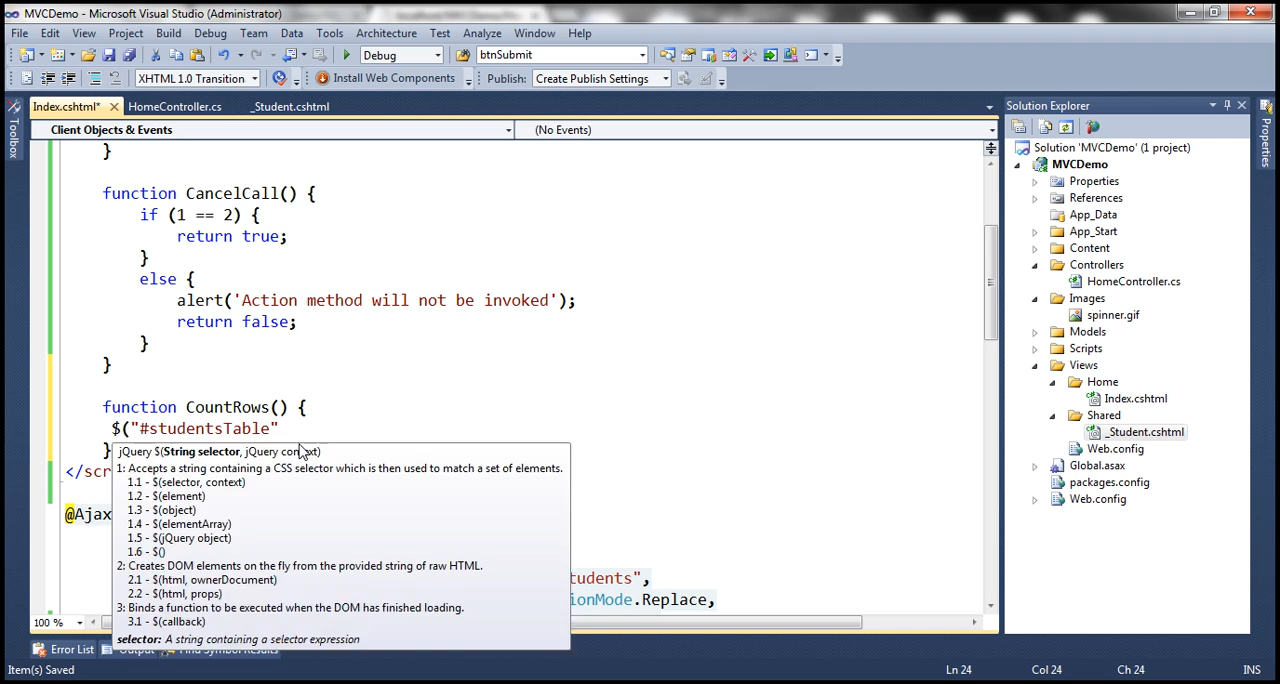 MVCDemo - Microsoft Visual Studio (Administrator)
File Edit View Project Build Debug Team Data Tools Architecture Test Analyze Window Help
Debug btnSubmit
XHTML 1.0 Transition Install Web Components Publish: Create Publish Settings
Index.cshtml* HomeController.cs _Student.cshtml
Client Objects & Events (No Events)
Toolbox
}
function CancelCall() {
if (1 == 2) {
return true;
}
else {
alert('Action method will not be invoked');
return false;
}
}
function CountRows() {
$("#studentsTable"
}
</scr
@Ajax
tudents",
ionMode.Replace,
jQuery $(String selector, jQuery context)
1: Accepts a string containing a CSS selector which is then used to match a set of elements.
1.1 - $(selector, context)
1.2 - $(element)
1.3 - $(object)
1.4 - $(elementArray)
1.5 - $(jQuery object)
1.6 - $()
2: Creates DOM elements on the fly from the provided string of raw HTML.
2.1 - $(html, ownerDocument)
2.2 - $(html, props)
3: Binds a function to be executed when the DOM has finished loading.
3.1 - $(callback)
selector: A string containing a selector expression
100 %
Error List Output Find Symbol Results
Item(s) Saved Ln 24 Col 24 Ch 24 INS
Solution Explorer
Solution 'MVCDemo' (1 project)
MVCDemo
Properties
References
App_Data
App_Start
Content
Controllers
HomeController.cs
Images
spinner.gif
Models
Scripts
Views
Home
Index.cshtml
Shared
_Student.cshtml
Web.config
Global.asax
packages.config
Web.config
Properties